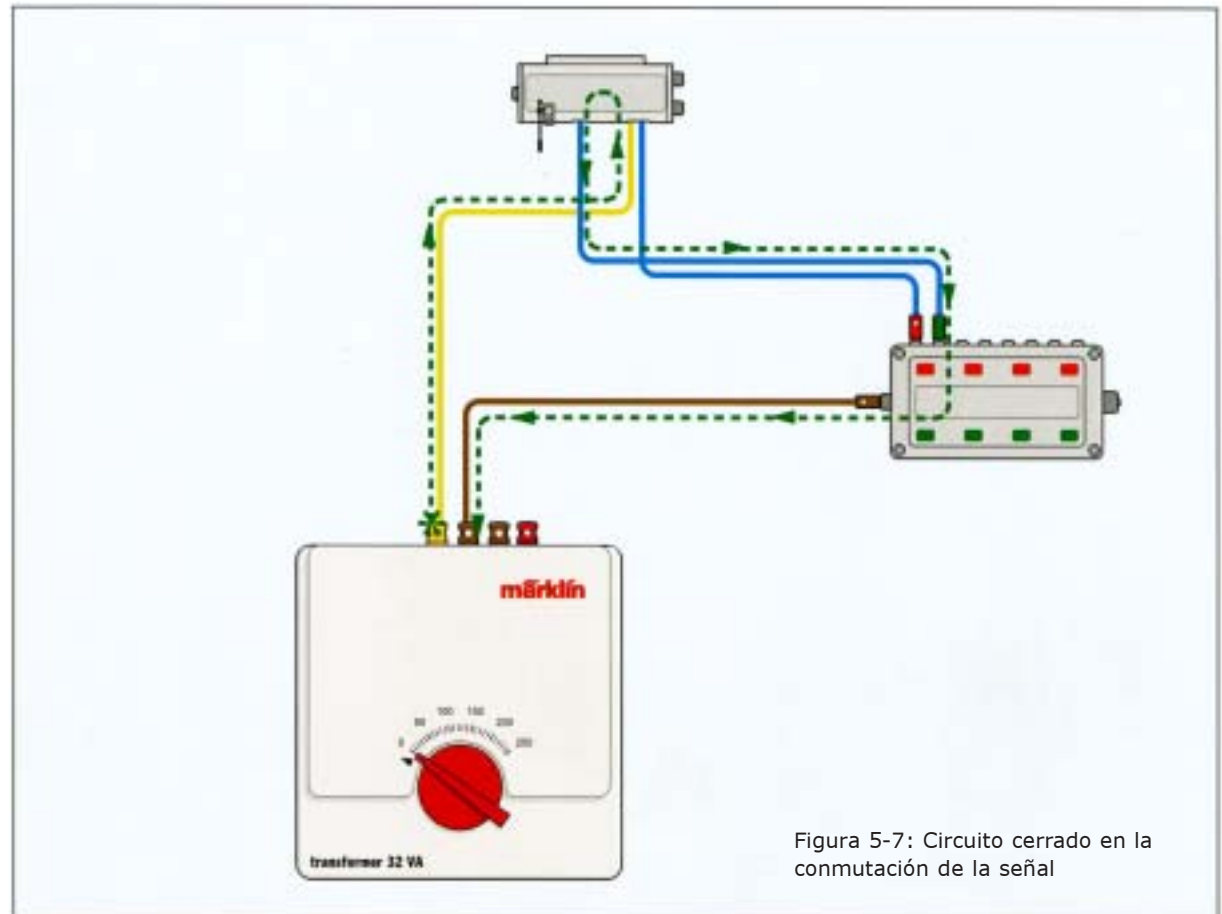 märklin
0 50 100 150 200 250
transformer 32 VA
Figura 5-7: Circuito cerrado en la
conmutación de la señal